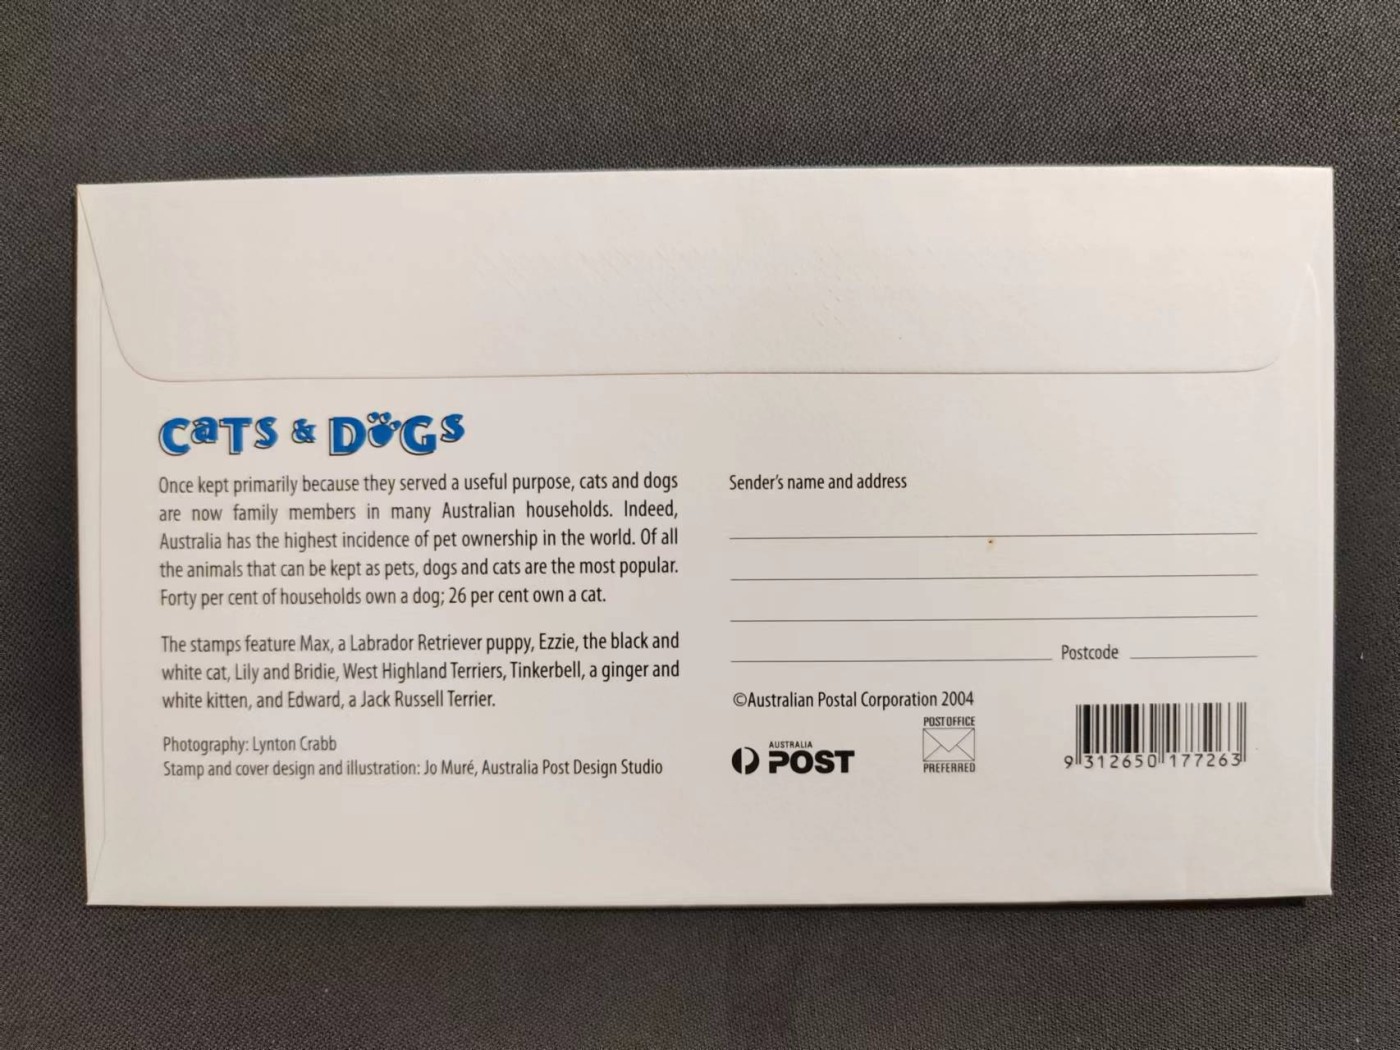 CaTS & DOGS
Once kept primarily because they served a useful purpose, cats and dogs
are now family members in many Australian households. Indeed,
Australia has the highest incidence of pet ownership in the world. Of all
the animals that can be kept as pets, dogs and cats are the most popular.
Forty per cent of households own a dog; 26 per cent own a cat.
The stamps feature Max, a Labrador Retriever puppy, Ezzie, the black and
white cat, Lily and Bridie, West Highland Terriers, Tinkerbell, a ginger and
white kitten, and Edward, a Jack Russell Terrier.
Photography: Lynton Crabb
Stamp and cover design and illustration: Jo Muré, Australia Post Design Studio
Sender's name and address
Postcode
©Australian Postal Corporation 2004
AUSTRALIA
POST
POST OFFICE
PREFERRED
9 312650 177263